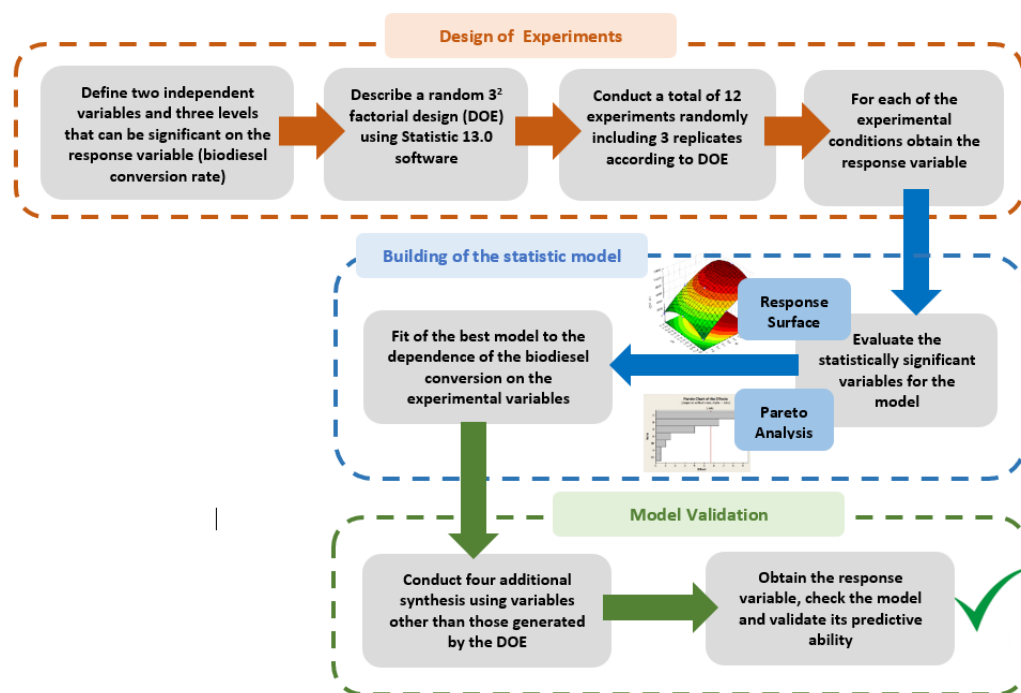 Design of Experiments
Define two independent
variables and three levels
that can be significant on the
response variable (biodiesel
conversion rate)
Describe a random 3²
factorial design (DOE)
using Statistic 13.0
software
Conduct a total of 12
experiments randomly
including 3 replicates
according to DOE
For each of the
experimental
conditions obtain the
response variable
Building of the statistic model
Response
Surface
Evaluate the
statistically significant
variables for the
model
Fit of the best model to the
dependence of the biodiesel
conversion on the
experimental variables
Pareto
Analysis
Model Validation
Conduct four additional
synthesis using variables
other than those generated
by the DOE
Obtain the response
variable, check the model
and validate its predictive
ability